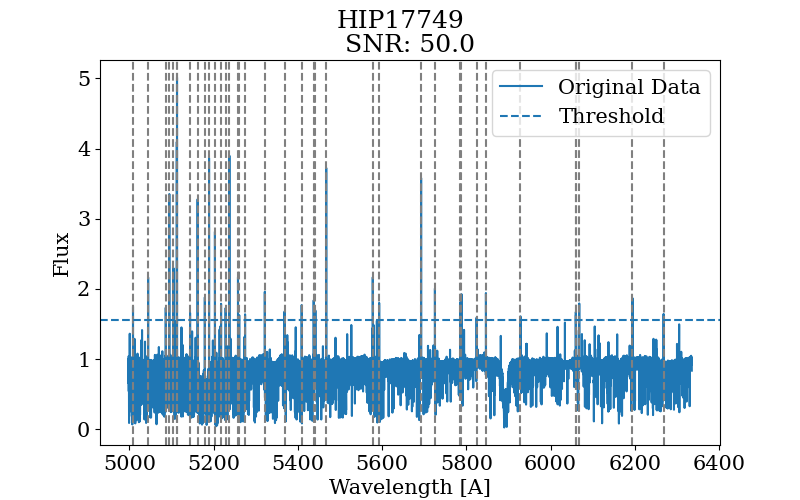 HIP17749
SNR: 50.0
Original Data
Threshold
5
4
3
2
1
0
Flux
5000 5200 5400 5600 5800 6000 6200 6400
Wavelength [A]